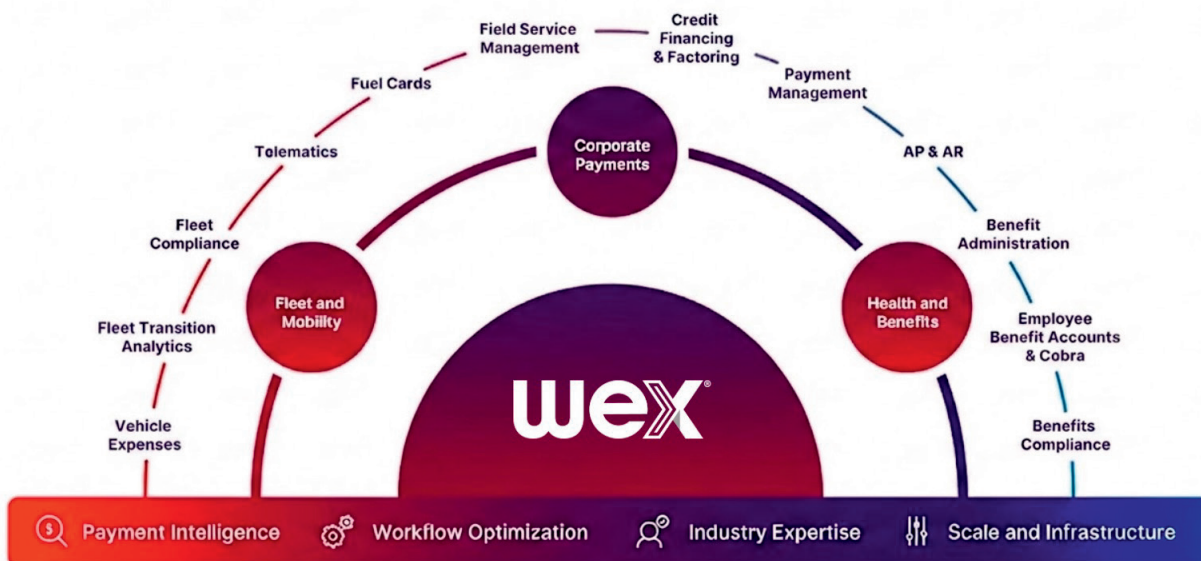 Field Service
Management
Credit
Financing
& Factoring
Fuel Cards
Payment
Management
Telematics
AP & AR
Corporate
Payments
Fleet
Compliance
Benefit
Administration
Fleet and
Mobility
Health and
Benefits
Fleet Transition
Analytics
Employee
Benefit Accounts
& Cobra
Vehicle
Expenses
Benefits
Compliance
wex®
$ Payment Intelligence
Workflow Optimization
Industry Expertise
Scale and Infrastructure